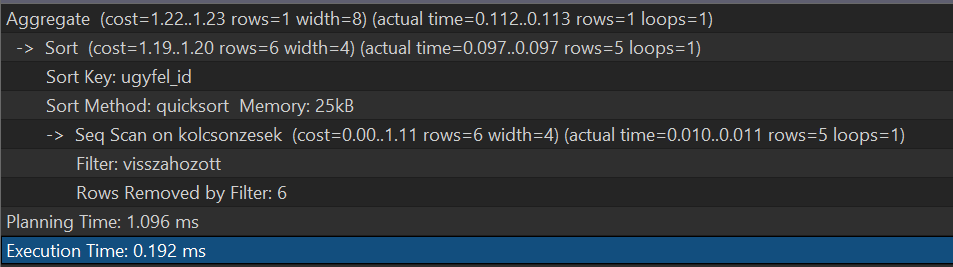 Aggregate (cost=1.22..1.23 rows=1 width=8) (actual time=0.112..0.113 rows=1 loops=1)
-> Sort (cost=1.19..1.20 rows=6 width=4) (actual time=0.097..0.097 rows=5 loops=1)
Sort Key: ugyfel_id
Sort Method: quicksort Memory: 25kB
-> Seq Scan on kolcsonzesek (cost=0.00..1.11 rows=6 width=4) (actual time=0.010..0.011 rows=5 loops=1)
Filter: visszahozott
Rows Removed by Filter: 6
Planning Time: 1.096 ms
Execution Time: 0.192 ms